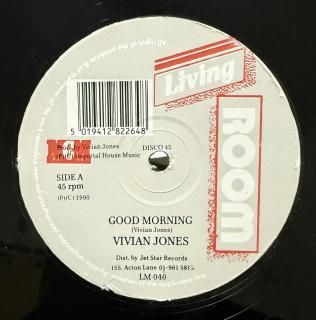 Living
ROOM
5 019412 822648
Prod. by Vivian Jones
DISCO 45
(P)(C) Imperial House Music
SIDE A
45 rpm
(P)(C) 1990
GOOD MORNING
(Vivian Jones)
VIVIAN JONES
Dist. by Jet Star Records
155, Acton Lane 01-961 5818
LM 040